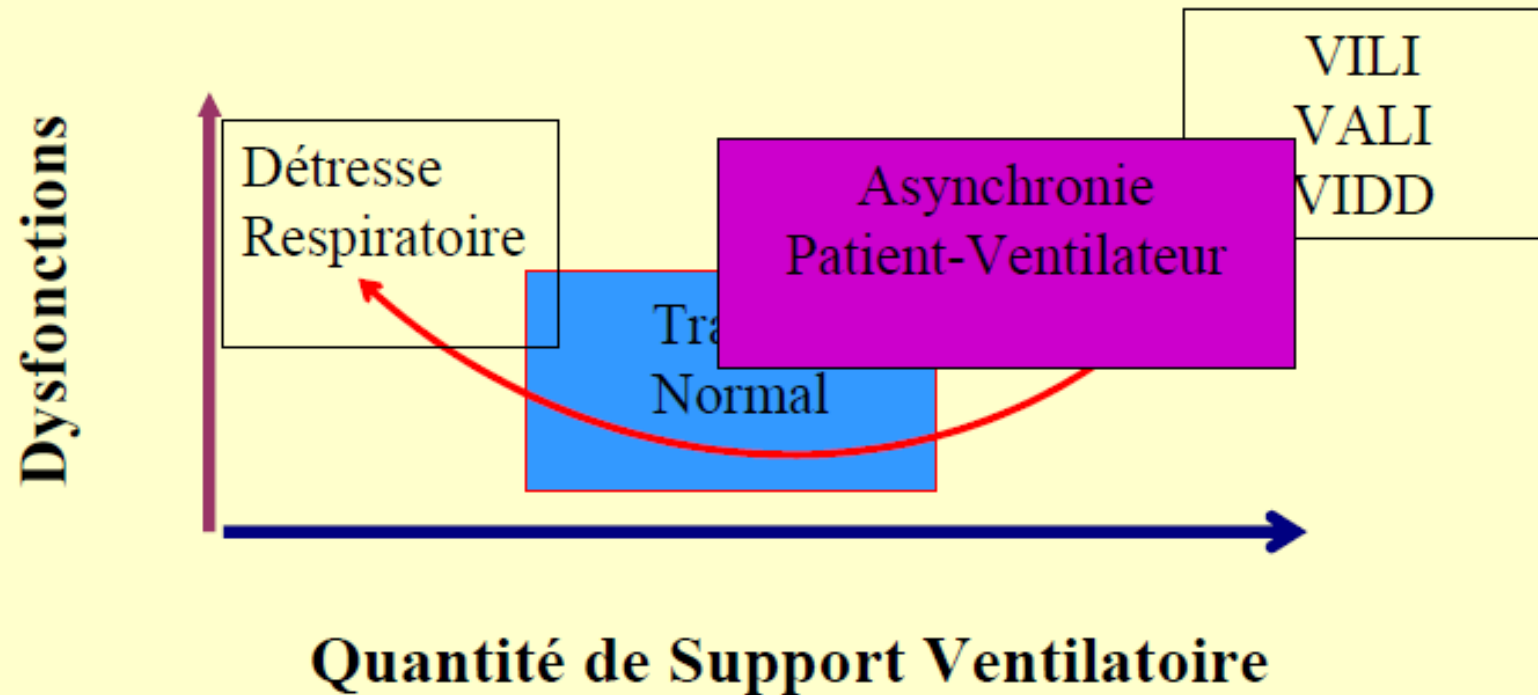 VILI
VALI
VIDD
Détresse
Respiratoire
Asynchronie
Patient-Ventilateur
Normal
Dysfonctions
Quantité de Support Ventilatoire